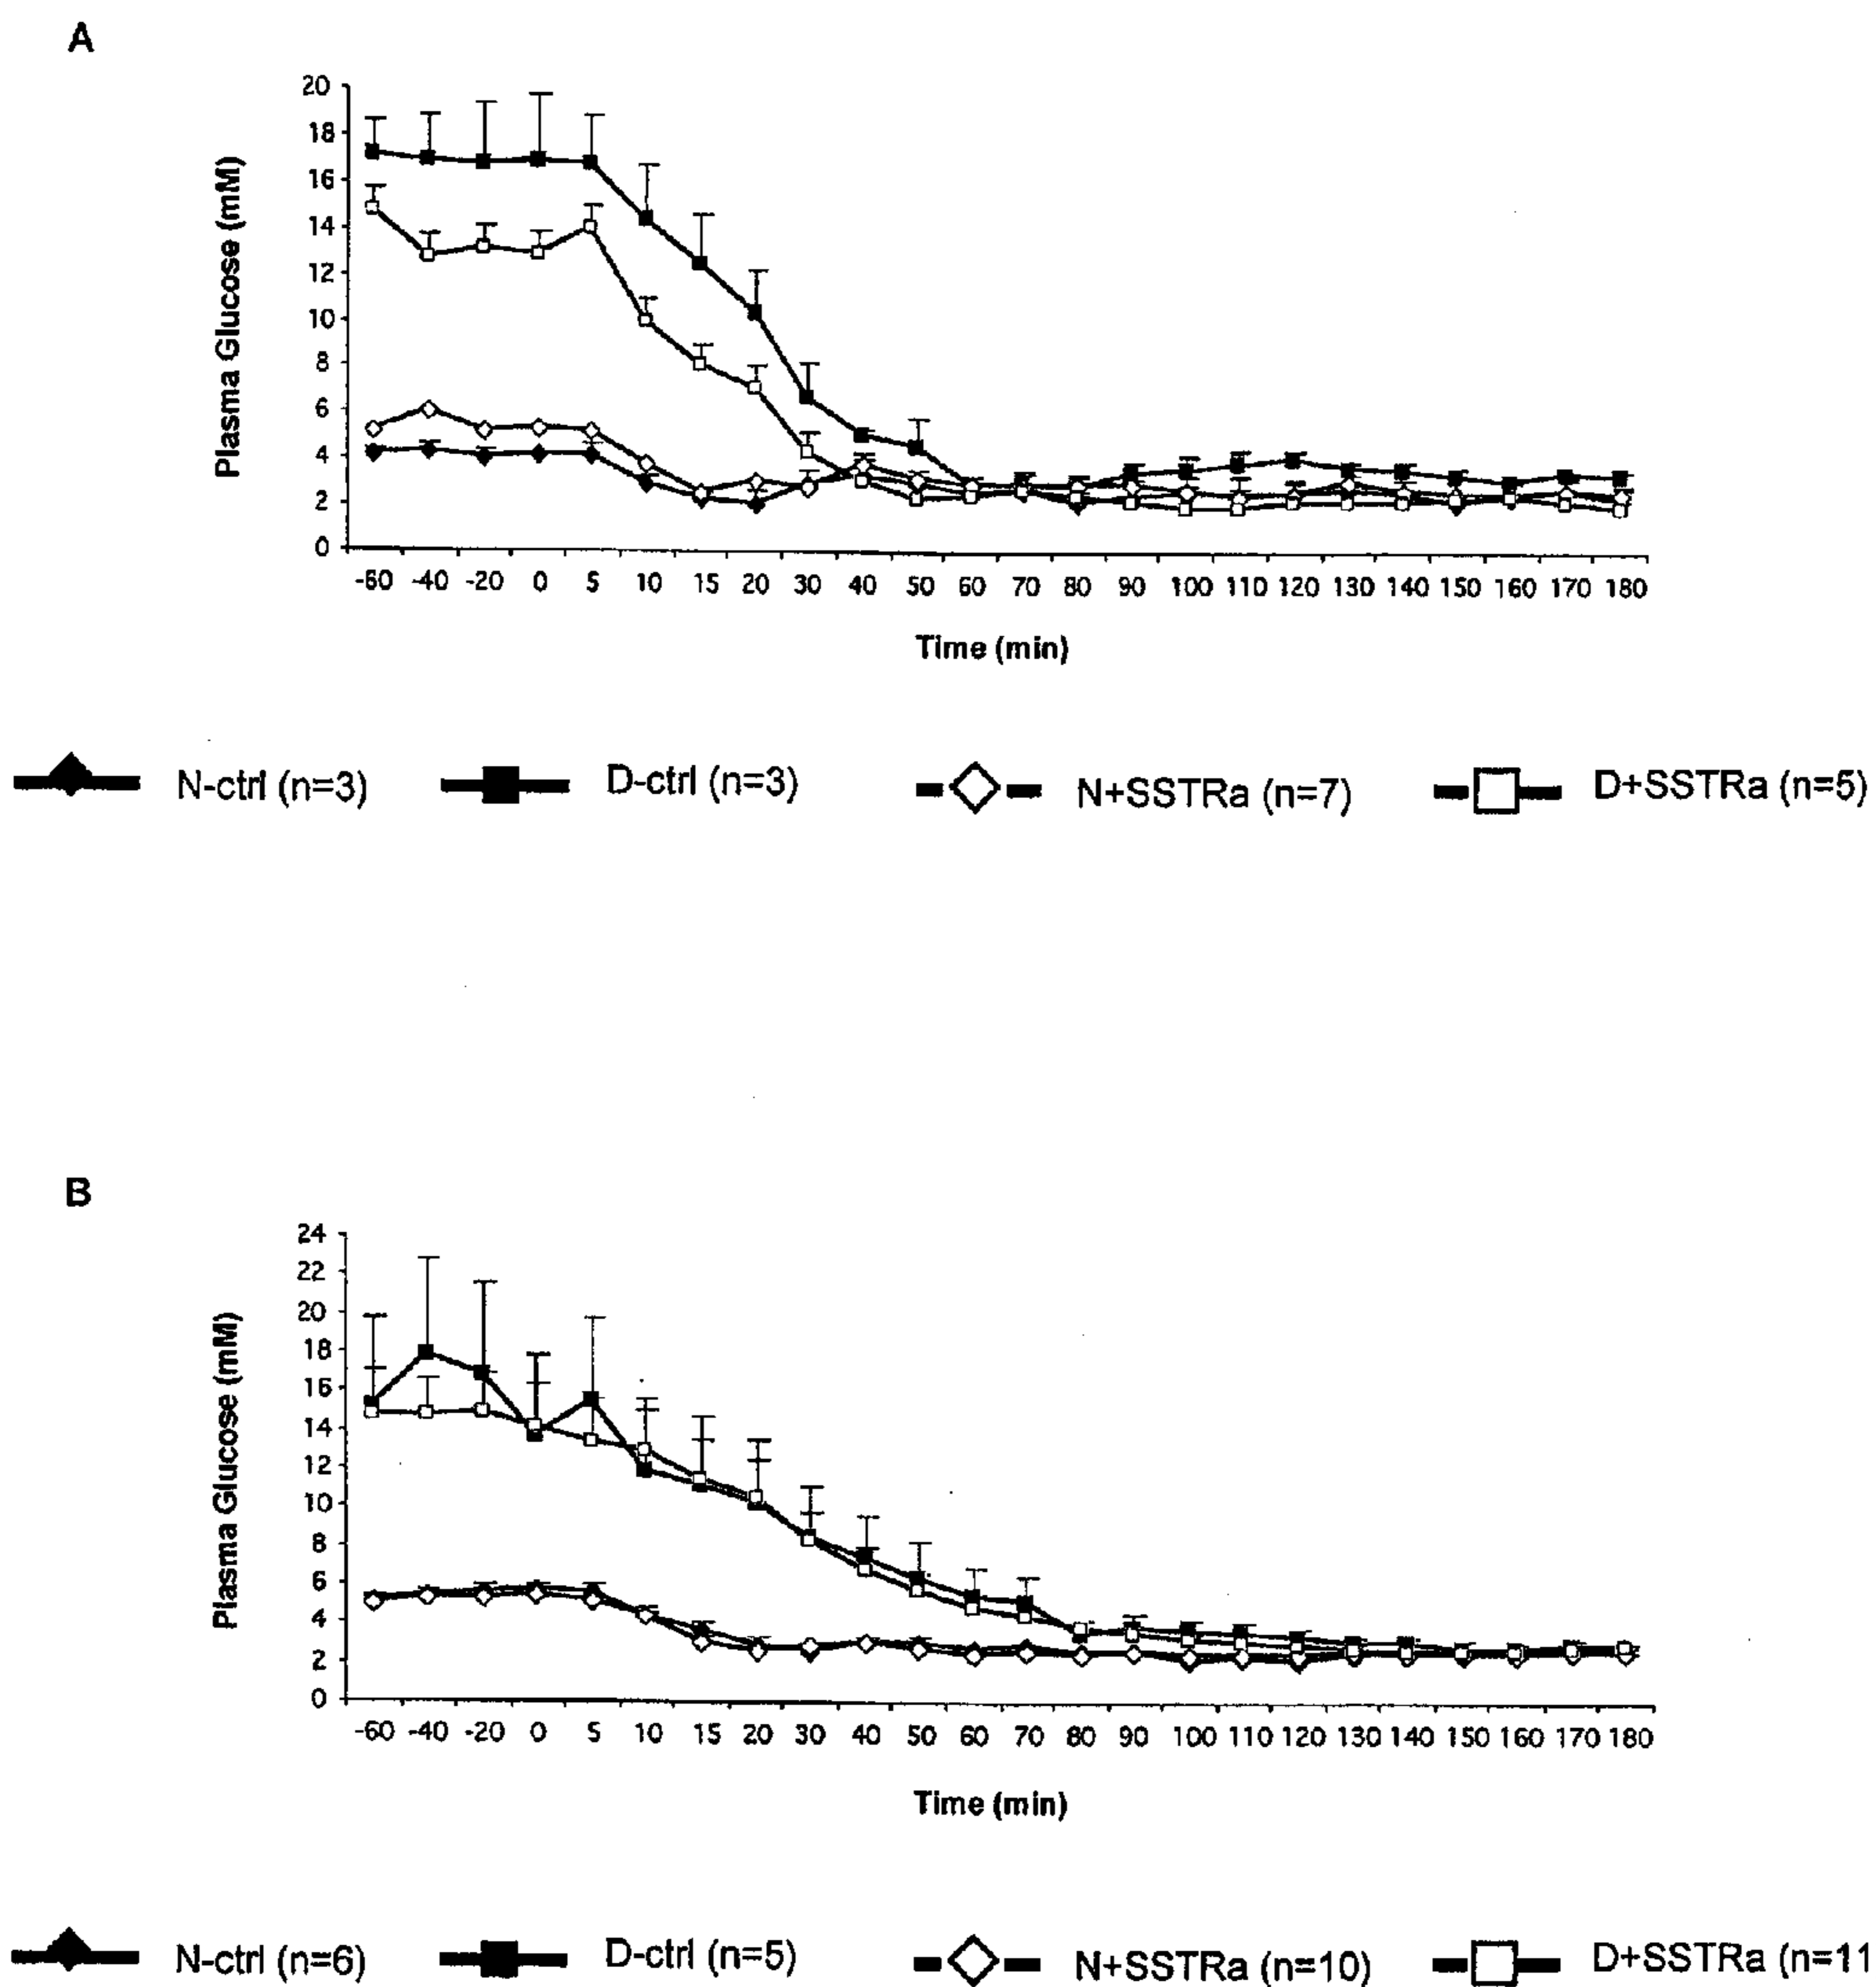 A
20
18
16
14
12
10
8
6
4
2
0
Plasma Glucose (mM)
-60 -40 -20 0 5 10 15 20 30 40 50 60 70 80 90 100 110 120 130 140 150 160 170 180
Time (min)
N-ctrl (n=3) D-ctrl (n=3) N+SSTRa (n=7) D+SSTRa (n=5)
B
24
22
20
18
16
14
12
10
8
6
4
2
0
Plasma Glucose (mM)
-60 -40 -20 0 5 10 15 20 30 40 50 60 70 80 90 100 110 120 130 140 150 160 170 180
Time (min)
N-ctrl (n=6) D-ctrl (n=5) N+SSTRa (n=10) D+SSTRa (n=11